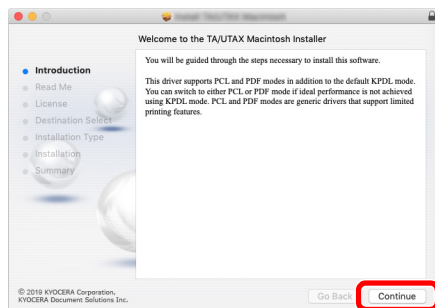 Welcome to the TA/UTAX Macintosh Installer
Introduction
Read Me
License
Destination Select
Installation Type
Installation
Summary
You will be guided through the steps necessary to install this software.
This driver supports PCL and PDF modes in addition to the default KPDL mode.
You can switch to either PCL or PDF mode if ideal performance is not achieved
using KPDL mode. PCL and PDF modes are generic drivers that support limited
printing features.
© 2019 KYOCERA Corporation,
KYOCERA Document Solutions Inc.
Go Back
Continue